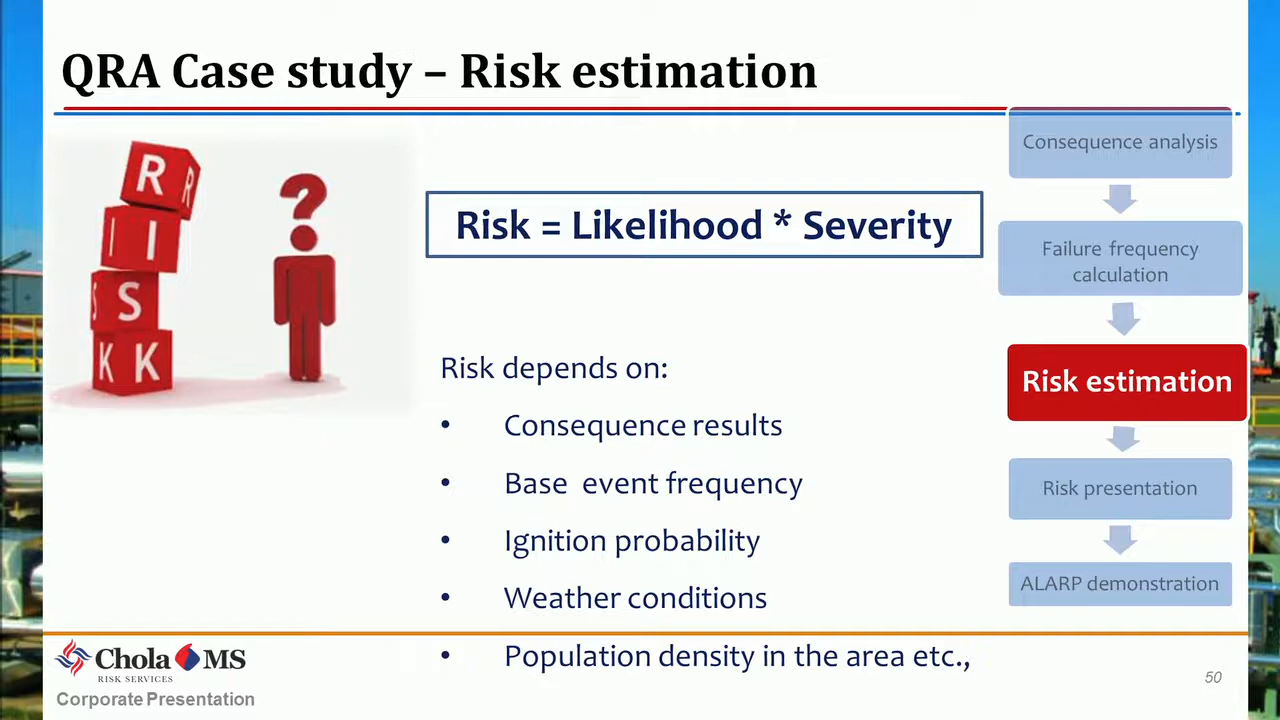 QRA Case study – Risk estimation
R R
I I
S S
K K
?
Risk = Likelihood * Severity
Risk depends on:
• Consequence results
• Base event frequency
• Ignition probability
• Weather conditions
• Population density in the area etc.,
Consequence analysis
Failure frequency
calculation
Risk estimation
Risk presentation
ALARP demonstration
Chola MS
RISK SERVICES
Corporate Presentation
50